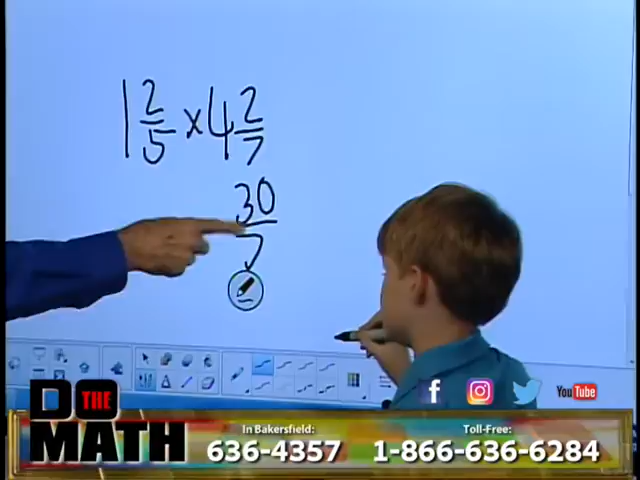 1 2/5 × 4 2/7
30/7
DO THE MATH
f
YouTube
In Bakersfield:
636-4357
Toll-Free:
1-866-636-6284